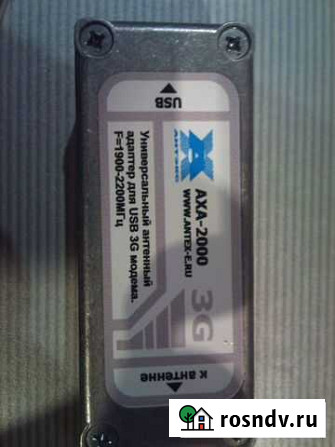 USB
АНТЭКС
AXA-2000
WWW.ANTEX-E.RU
3G
Универсальный антенный
адаптер для USB 3G модема.
F=1900-2200МГц
к антенне
rosndv.ru